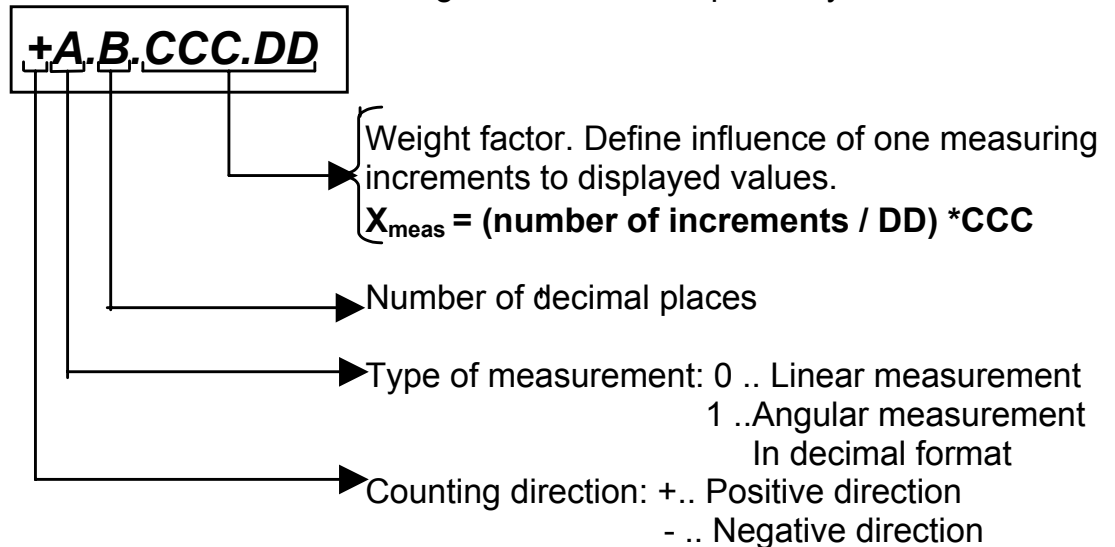 +A.B.CCC.DD
Weight factor. Define influence of one measuring
increments to displayed values.
Xmeas = (number of increments / DD) *CCC
Number of decimal places
Type of measurement: 0 .. Linear measurement
1 ..Angular measurement
In decimal format
Counting direction: +.. Positive direction
- .. Negative direction